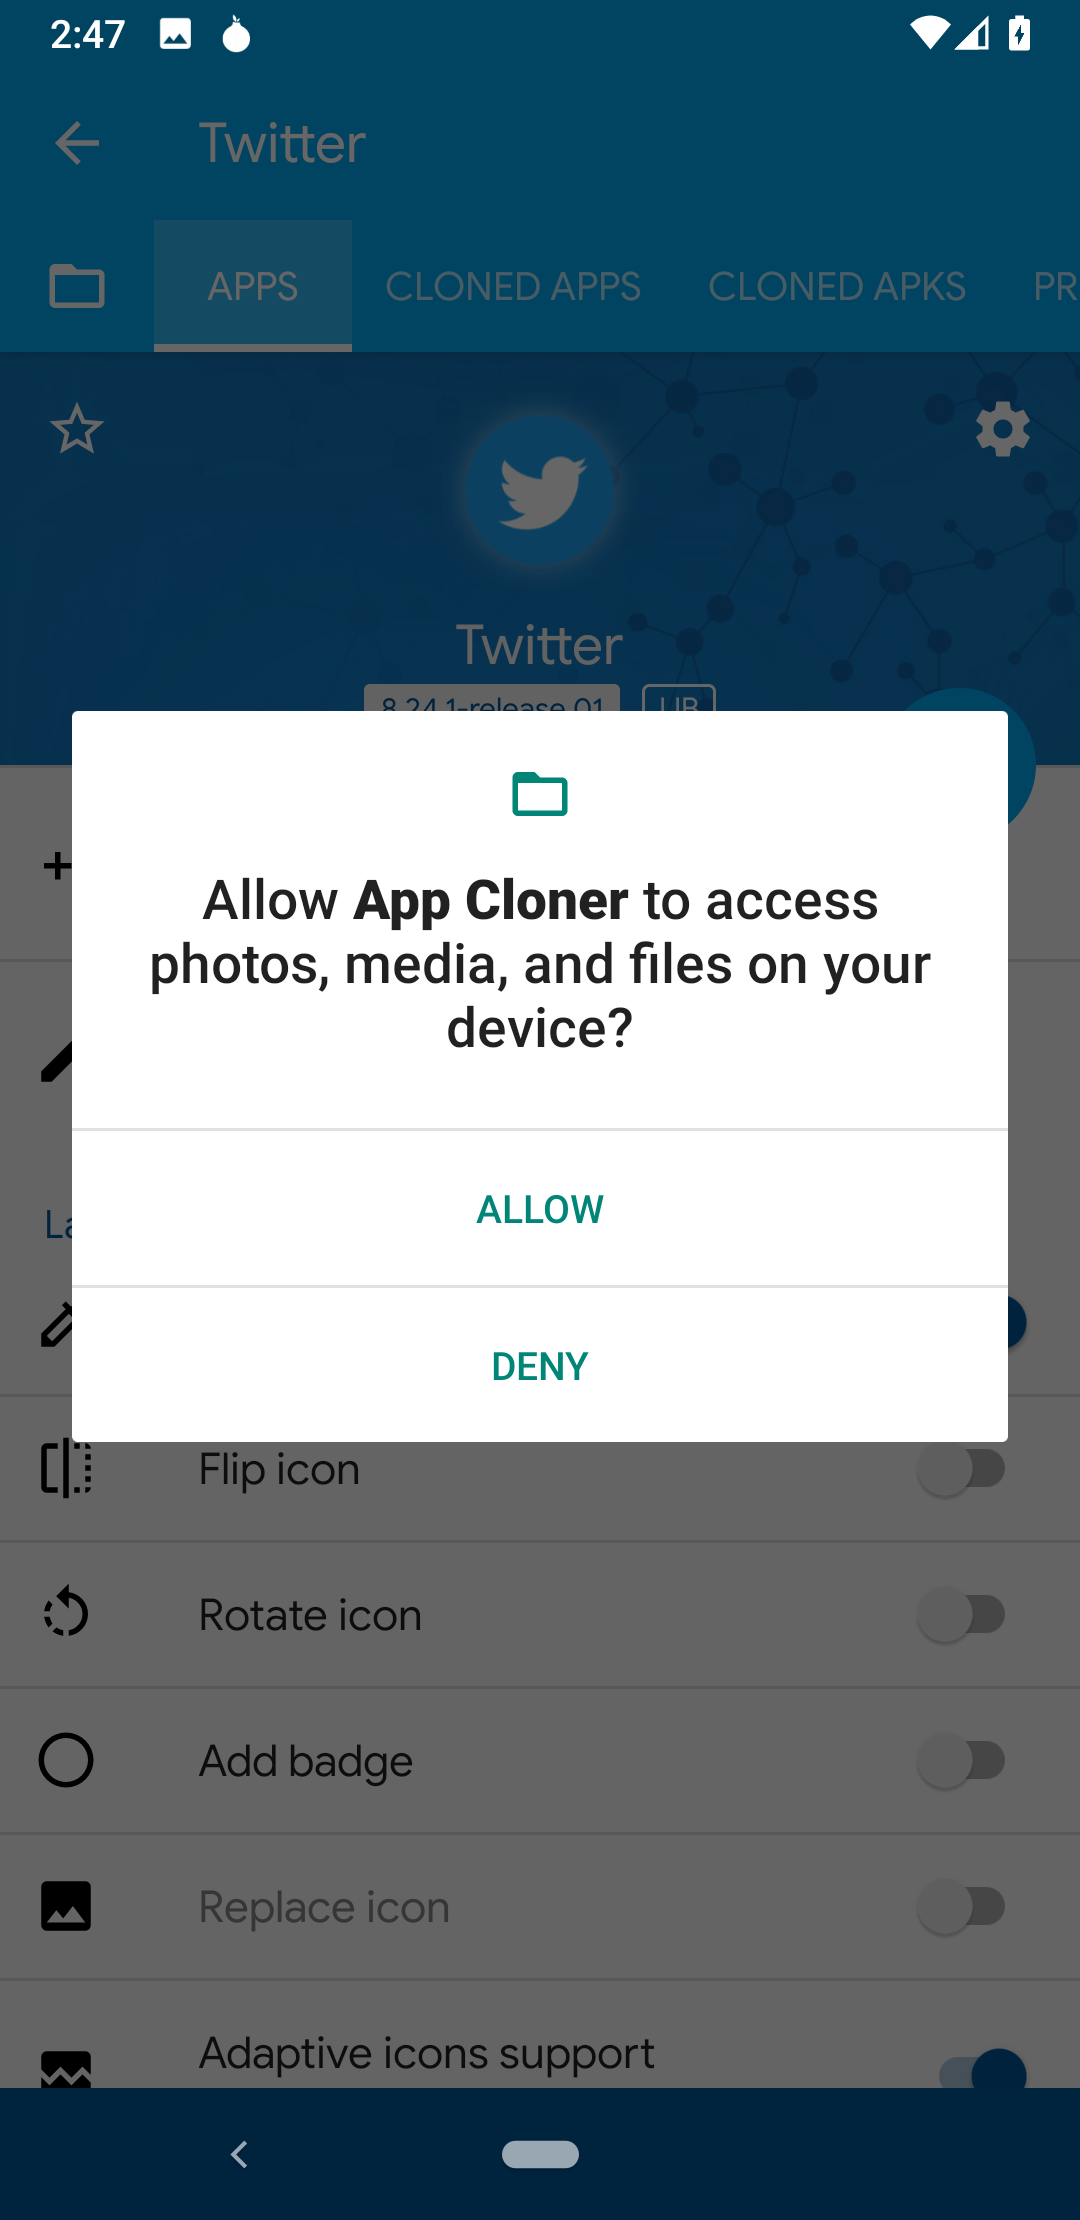 2:47
Twitter
APPS
CLONED APPS
CLONED APKS
PR
Twitter
8.24.1-release.01
UB
Allow App Cloner to access
photos, media, and files on your
device?
ALLOW
La
DENY
Flip icon
Rotate icon
Add badge
Replace icon
Adaptive icons support